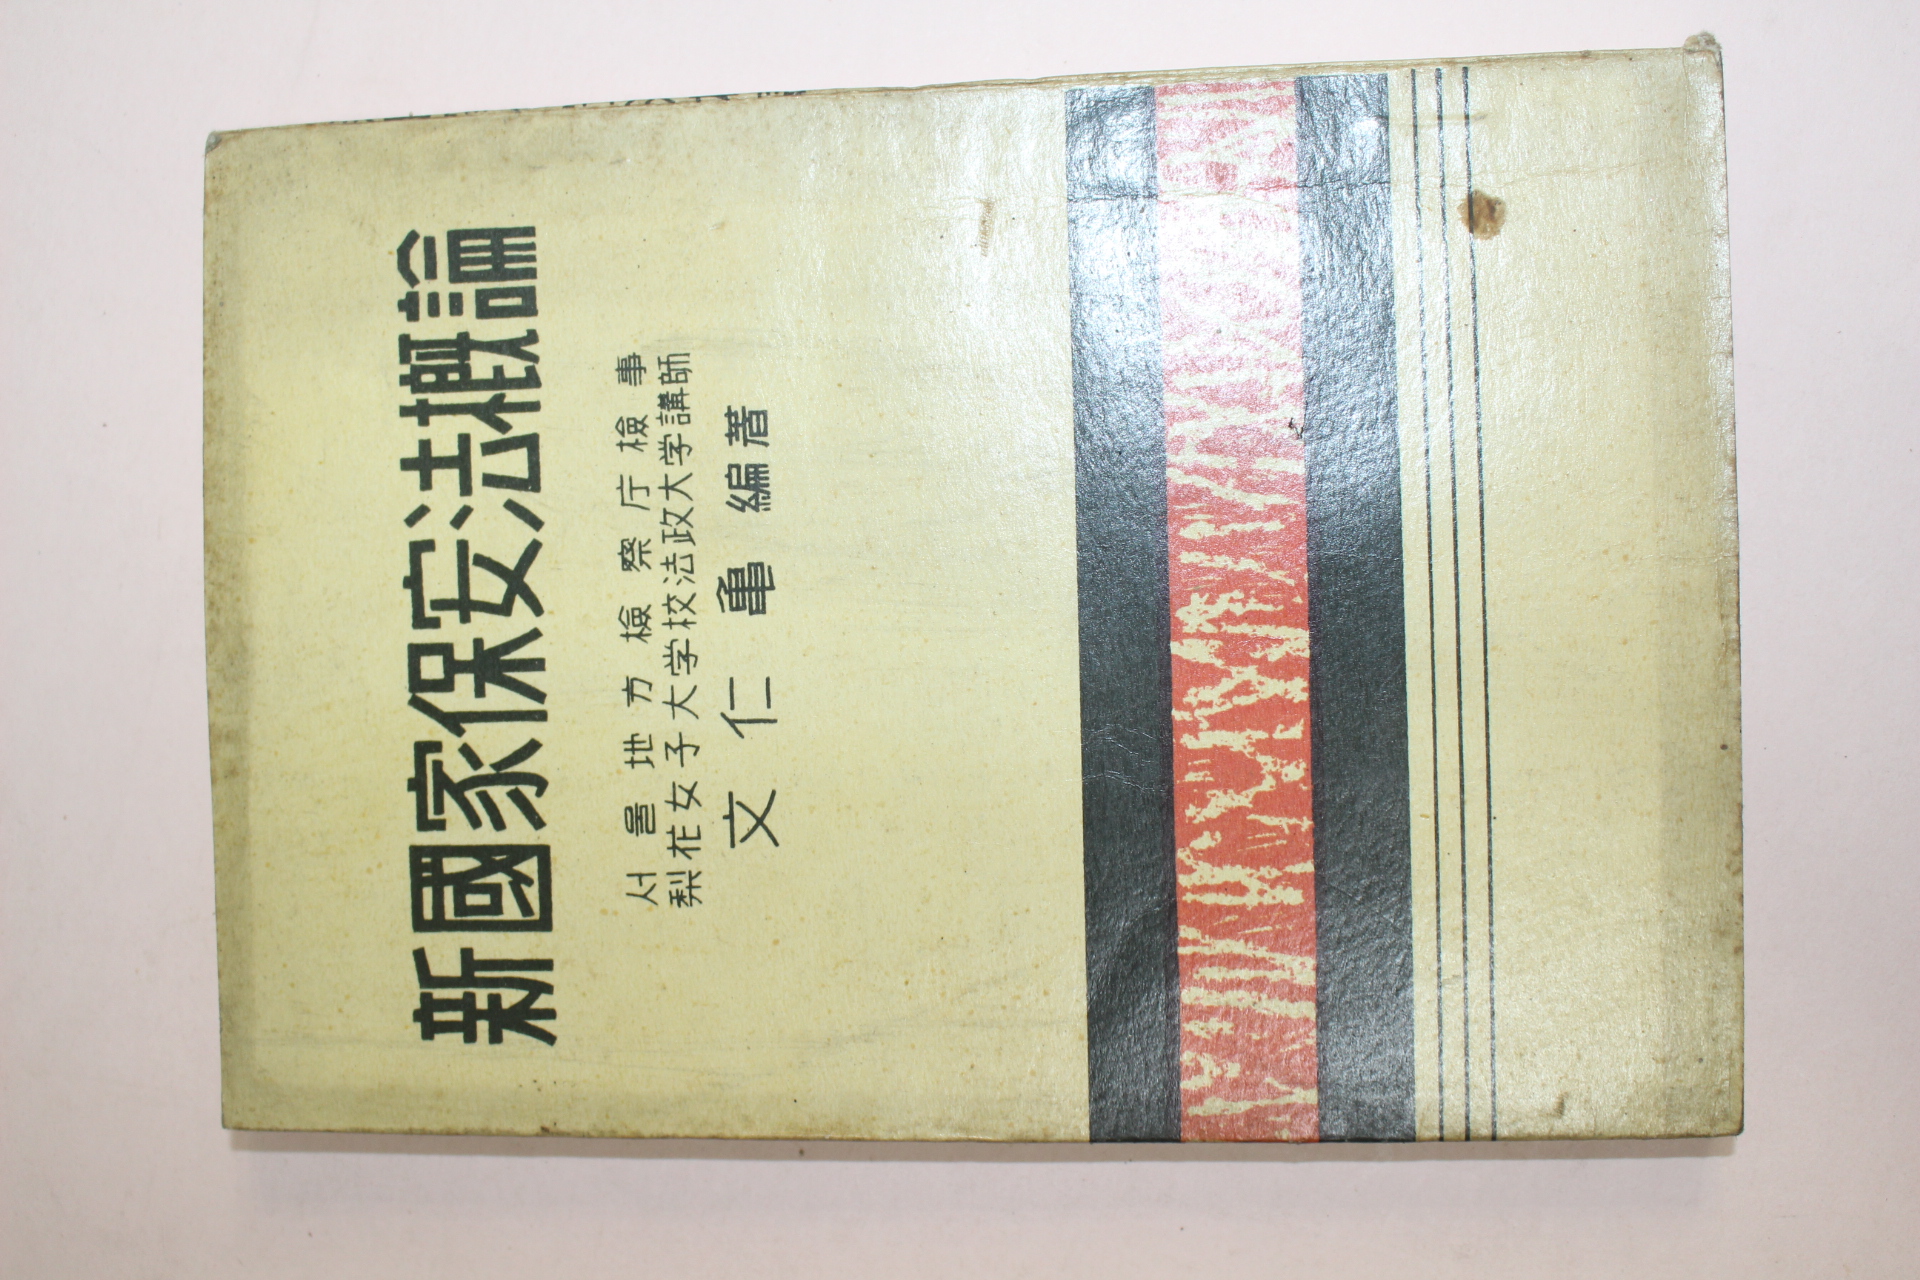 新國家保安法概論
서울地方檢察庁檢事
梨花女子大学校法政大学講師
文仁亀 編著